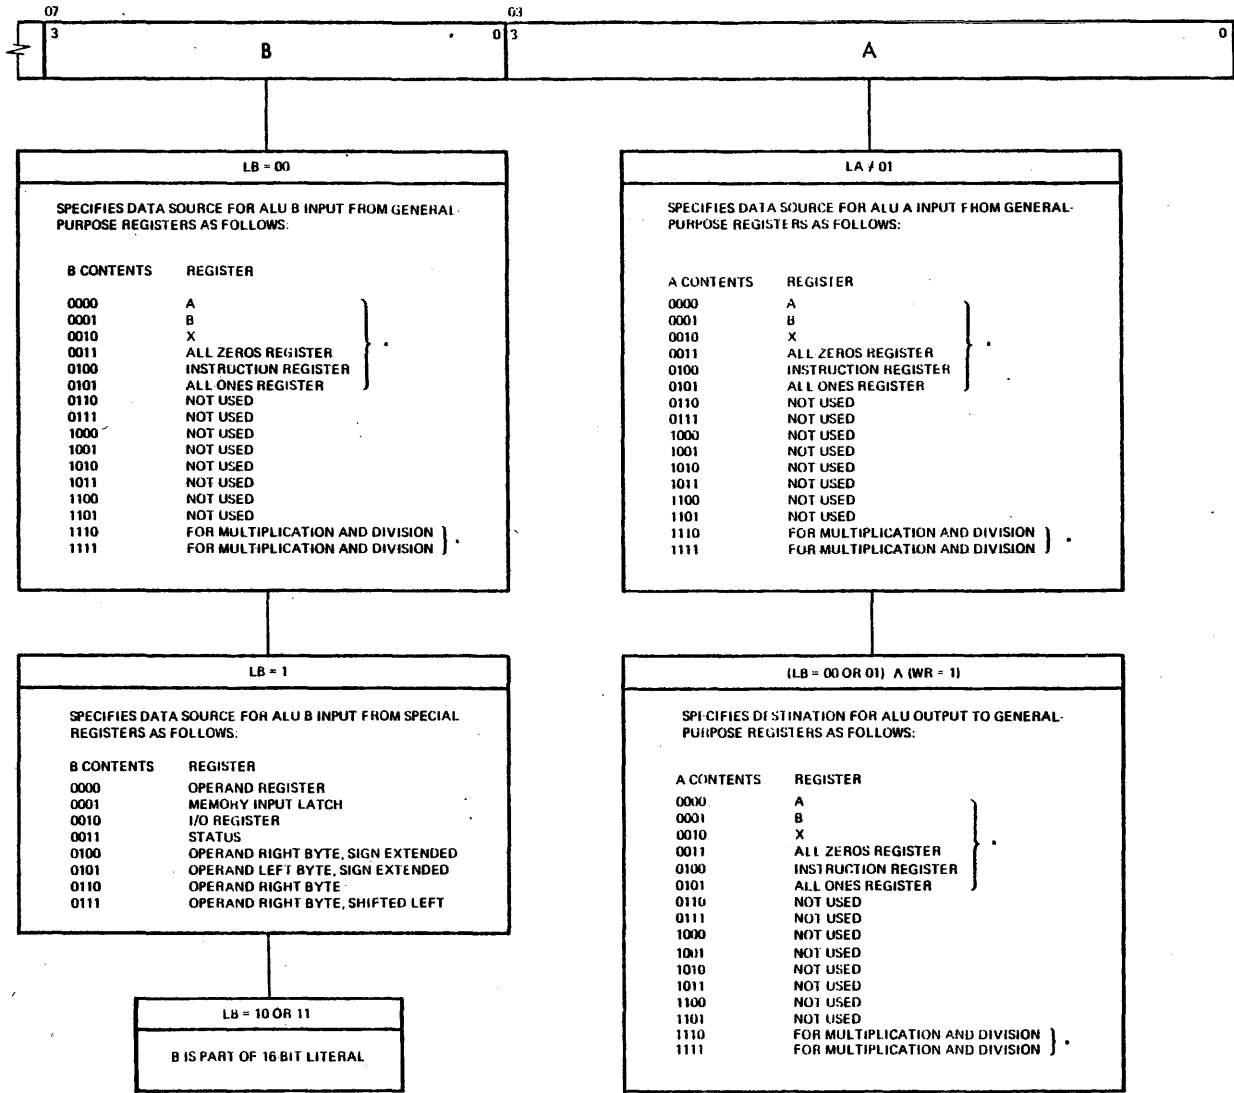 07
03
3
B
0
3
A
0
LB = 00
SPECIFIES DATA SOURCE FOR ALU B INPUT FROM GENERAL-
PURPOSE REGISTERS AS FOLLOWS:
B CONTENTS REGISTER
0000 A
0001 B
0010 X
0011 ALL ZEROS REGISTER
0100 INSTRUCTION REGISTER
0101 ALL ONES REGISTER
0110 NOT USED
0111 NOT USED
1000 NOT USED
1001 NOT USED
1010 NOT USED
1011 NOT USED
1100 NOT USED
1101 NOT USED
1110 FOR MULTIPLICATION AND DIVISION
1111 FOR MULTIPLICATION AND DIVISION
LB = 1
SPECIFIES DATA SOURCE FOR ALU B INPUT FROM SPECIAL
REGISTERS AS FOLLOWS:
B CONTENTS REGISTER
0000 OPERAND REGISTER
0001 MEMORY INPUT LATCH
0010 I/O REGISTER
0011 STATUS
0100 OPERAND RIGHT BYTE, SIGN EXTENDED
0101 OPERAND LEFT BYTE, SIGN EXTENDED
0110 OPERAND RIGHT BYTE
0111 OPERAND RIGHT BYTE, SHIFTED LEFT
LB = 10 OR 11
B IS PART OF 16-BIT LITERAL
LA ≠ 01
SPECIFIES DATA SOURCE FOR ALU A INPUT FROM GENERAL-
PURPOSE REGISTERS AS FOLLOWS:
A CONTENTS REGISTER
0000 A
0001 B
0010 X
0011 ALL ZEROS REGISTER
0100 INSTRUCTION REGISTER
0101 ALL ONES REGISTER
0110 NOT USED
0111 NOT USED
1000 NOT USED
1001 NOT USED
1010 NOT USED
1011 NOT USED
1100 NOT USED
1101 NOT USED
1110 FOR MULTIPLICATION AND DIVISION
1111 FOR MULTIPLICATION AND DIVISION
(LB = 00 OR 01) Λ (WR = 1)
SPECIFIES DESTINATION FOR ALU OUTPUT TO GENERAL-
PURPOSE REGISTERS AS FOLLOWS:
A CONTENTS REGISTER
0000 A
0001 B
0010 X
0011 ALL ZEROS REGISTER
0100 INSTRUCTION REGISTER
0101 ALL ONES REGISTER
0110 NOT USED
0111 NOT USED
1000 NOT USED
1001 NOT USED
1010 NOT USED
1011 NOT USED
1100 NOT USED
1101 NOT USED
1110 FOR MULTIPLICATION AND DIVISION
1111 FOR MULTIPLICATION AND DIVISION